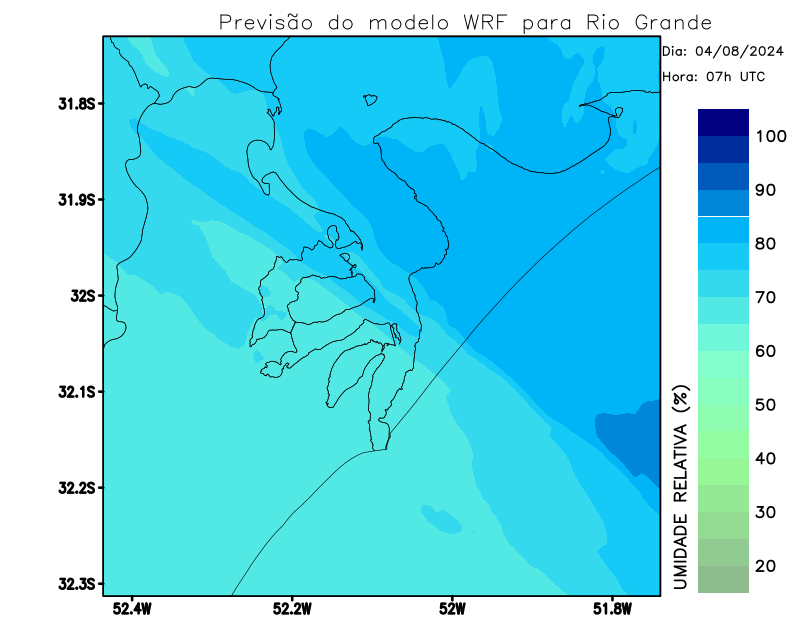 Previsão do modelo WRF para Rio Grande
Dia: 04/08/2024
Hora: 07h UTC
31.8S
31.9S
32S
32.1S
32.2S
32.3S
52.4W
52.2W
52W
51.8W
100
90
80
70
60
50
40
30
20
UMIDADE RELATIVA (%)